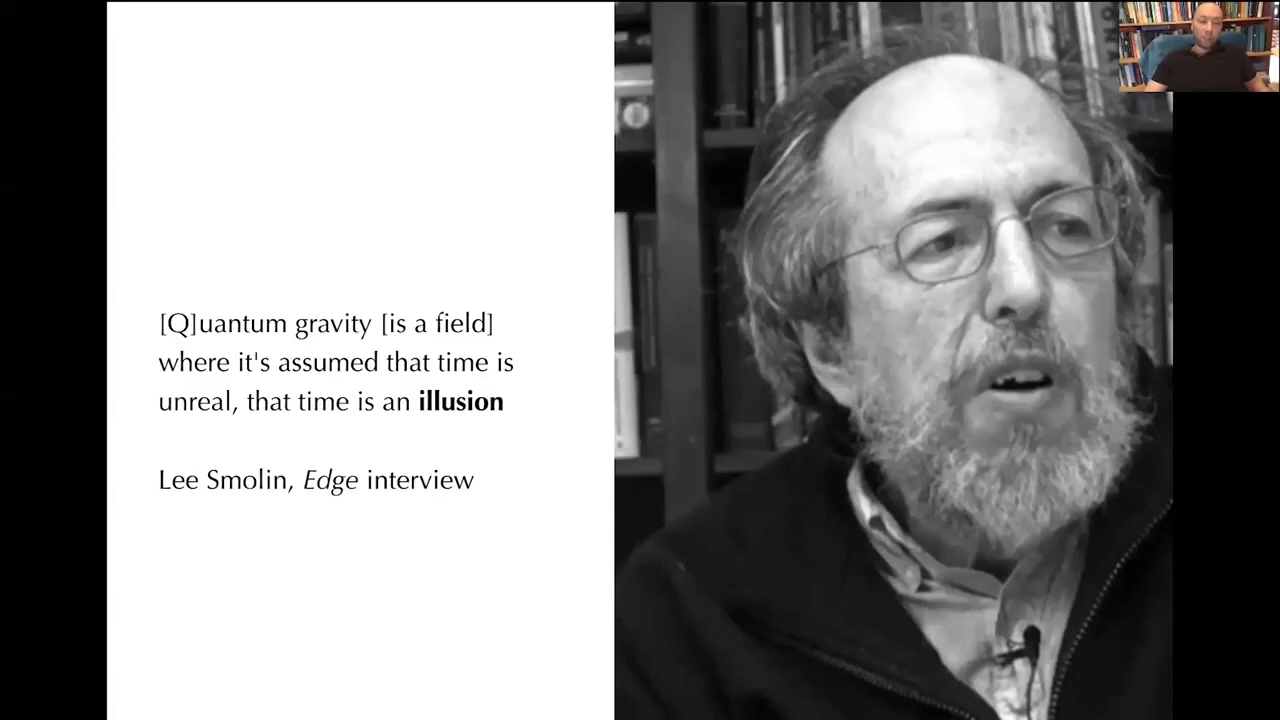 [Q]uantum gravity [is a field]
where it's assumed that time is
unreal, that time is an illusion
Lee Smolin, Edge interview